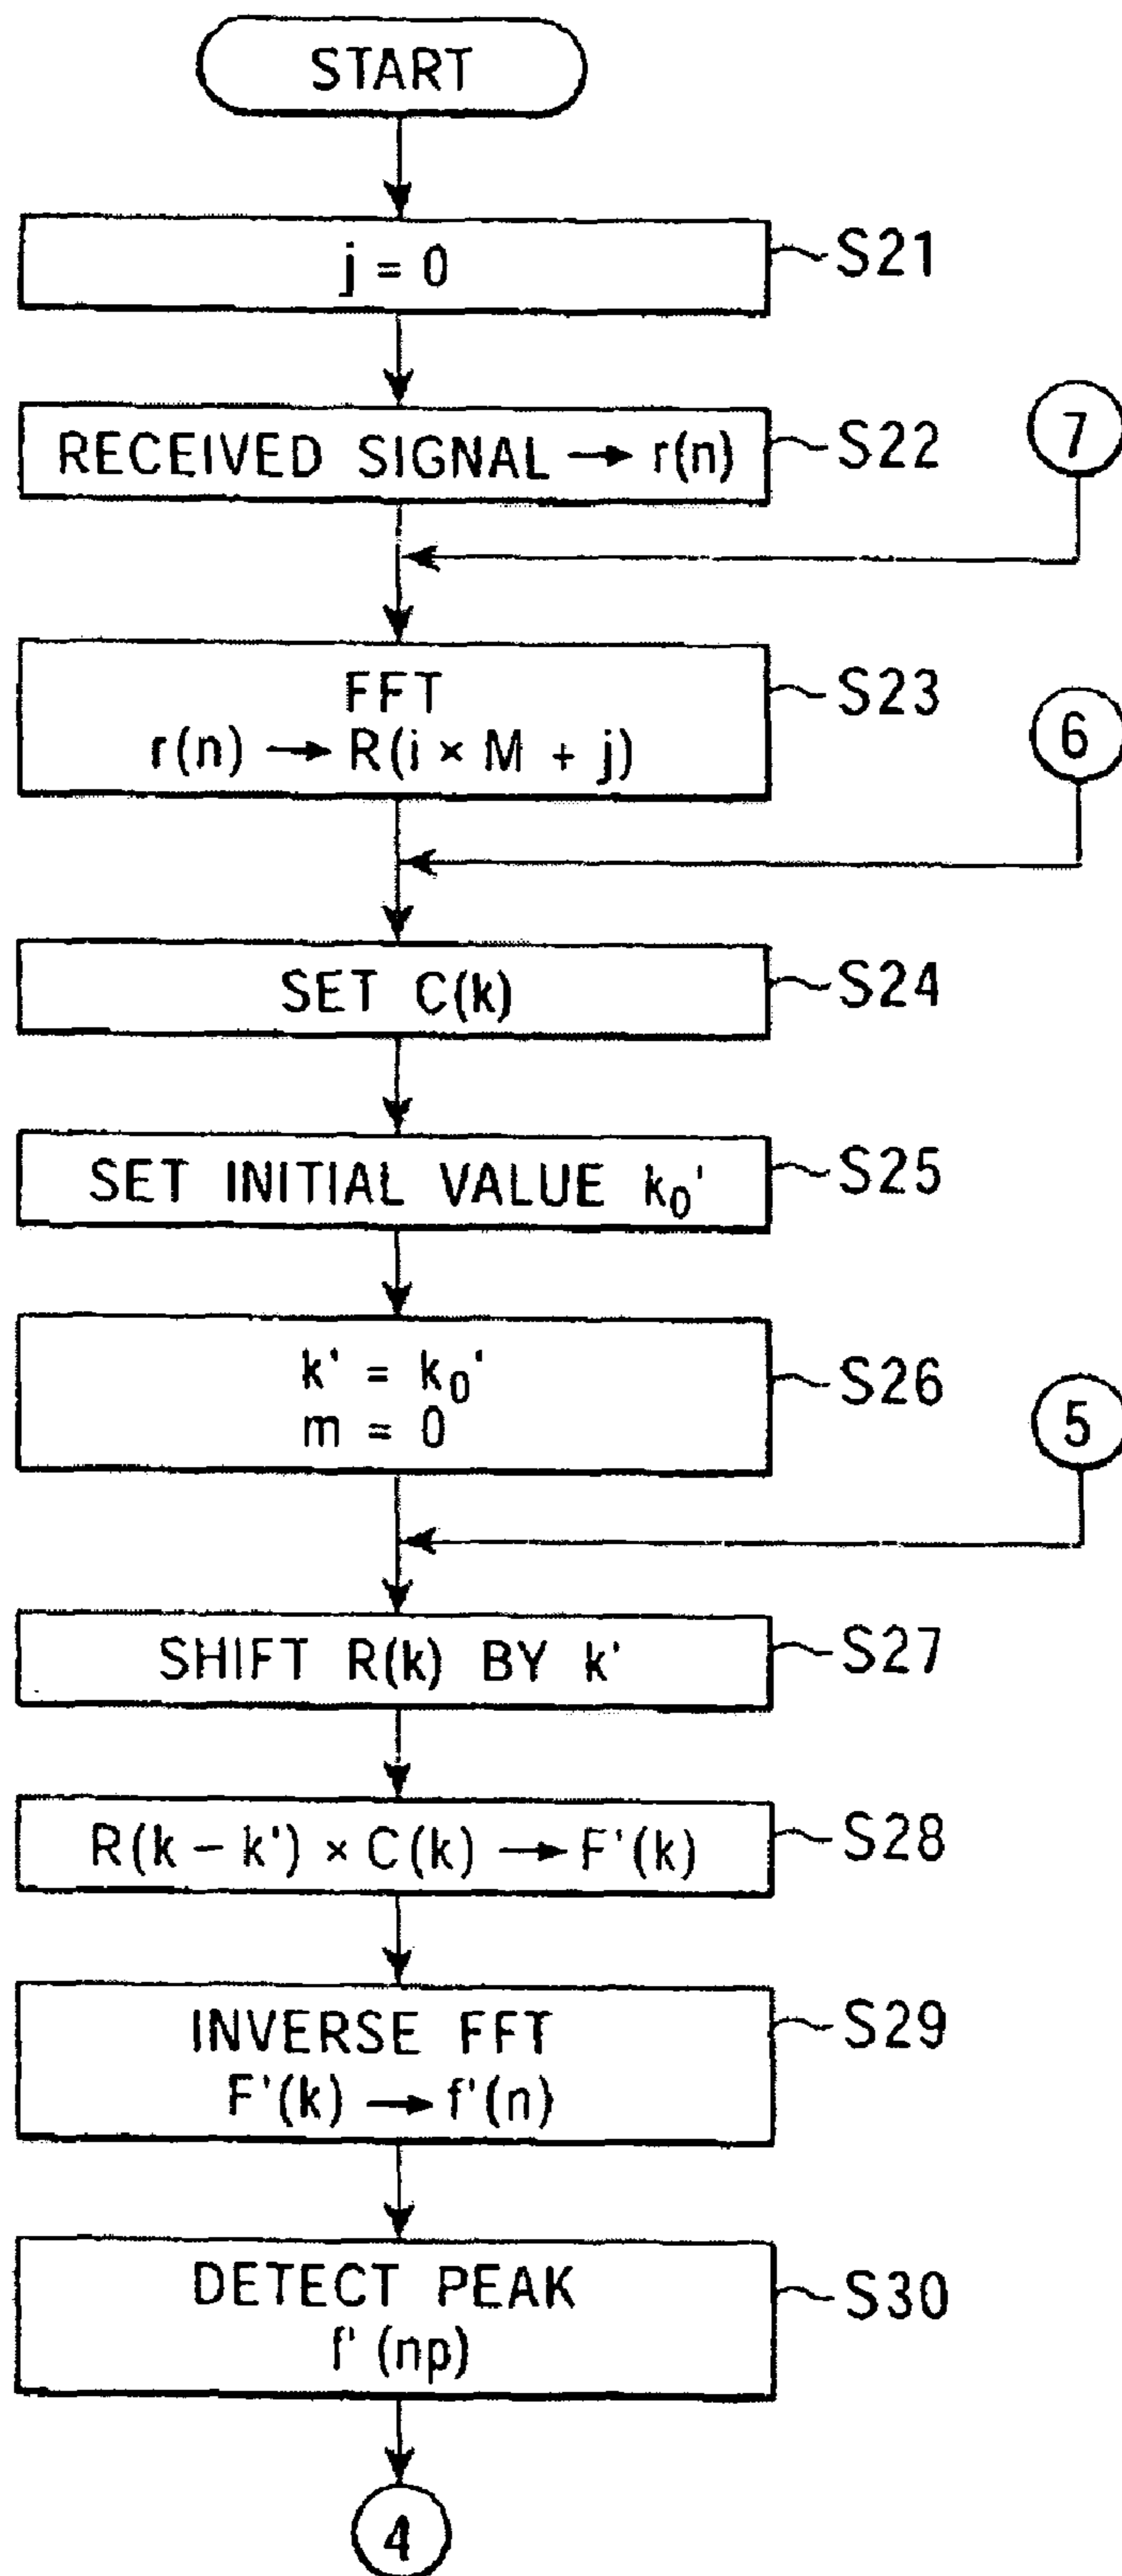 START
j = 0
S21
RECEIVED SIGNAL → r(n)
S22
7
FFT
r(n) → R(i × M + j)
S23
6
SET C(k)
S24
SET INITIAL VALUE k₀'
S25
k' = k₀'
m = 0
S26
5
SHIFT R(k) BY k'
S27
R(k − k') × C(k) → F'(k)
S28
INVERSE FFT
F'(k) → f'(n)
S29
DETECT PEAK
f'(np)
S30
4